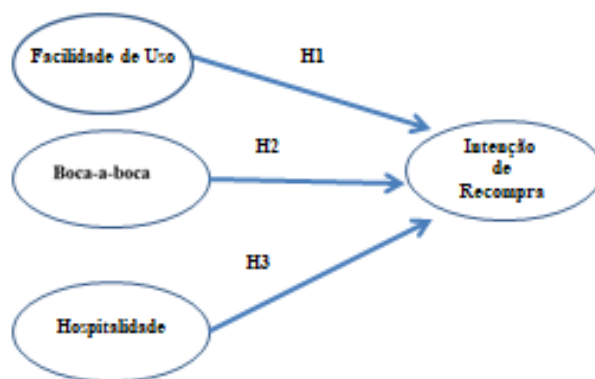 Facilidade de Uso
H1
H2
Boca-a-boca
Intenção
de
Recompra
H3
Hospitalidade